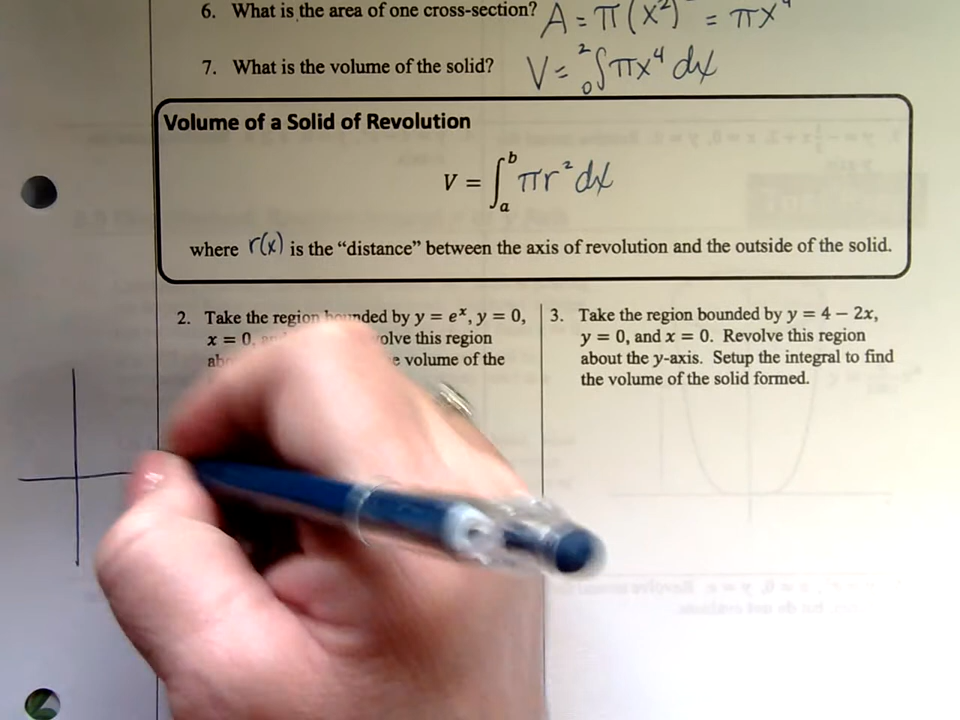 6. What is the area of one cross-section? A = π(x²)² = πx⁴
7. What is the volume of the solid? V = ²₀∫πx⁴ dx
Volume of a Solid of Revolution
V = ∫ₐᵇ πr² dx
where r(x) is the “distance” between the axis of revolution and the outside of the solid.
2. Take the region bounded by y = eˣ, y = 0,
x = 0, this region
volume of the
3. Take the region bounded by y = 4 − 2x,
y = 0, and x = 0. Revolve this region
about the y-axis. Setup the integral to find
the volume of the solid formed.